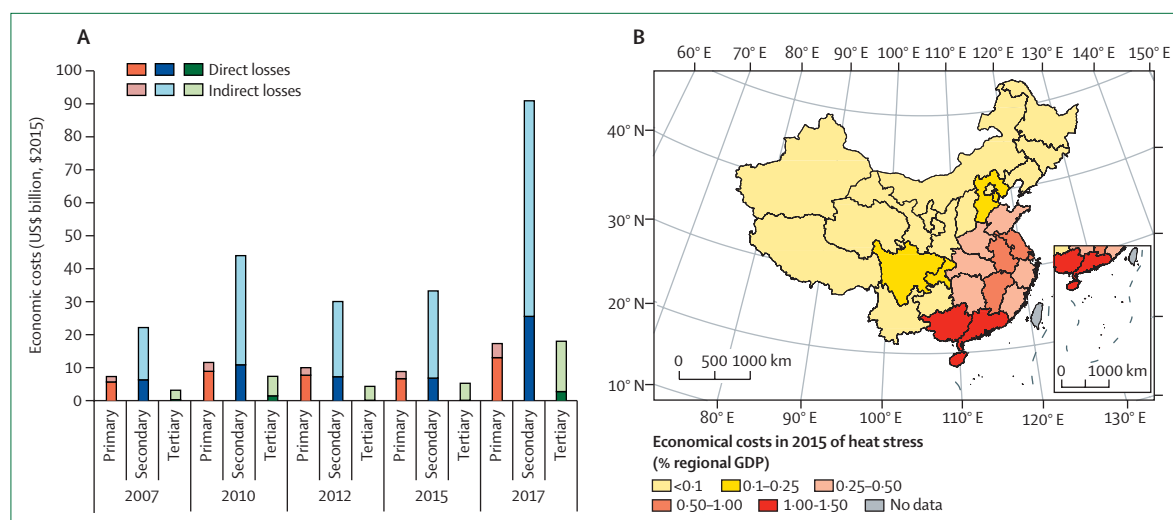 A
Direct losses
Indirect losses
Economic costs (US$ billion, $2015)
100
90
80
70
60
50
40
30
20
10
0
Primary Secondary Tertiary Primary Secondary Tertiary Primary Secondary Tertiary Primary Secondary Tertiary Primary Secondary Tertiary
2007 2010 2012 2015 2017
B
60° E 70° E 80° E 90° E 100° E 110° E 120° E 130° E 140° E 150° E
40° N
30° N
20° N
10° N
0 500 1000 km
0 1000 km
80° E 90° E 100° E 110° E 120° E 130° E
Economical costs in 2015 of heat stress
(% regional GDP)
<0·1 0·1–0·25 0·25–0·50
0·50–1·00 1·00-1·50 No data